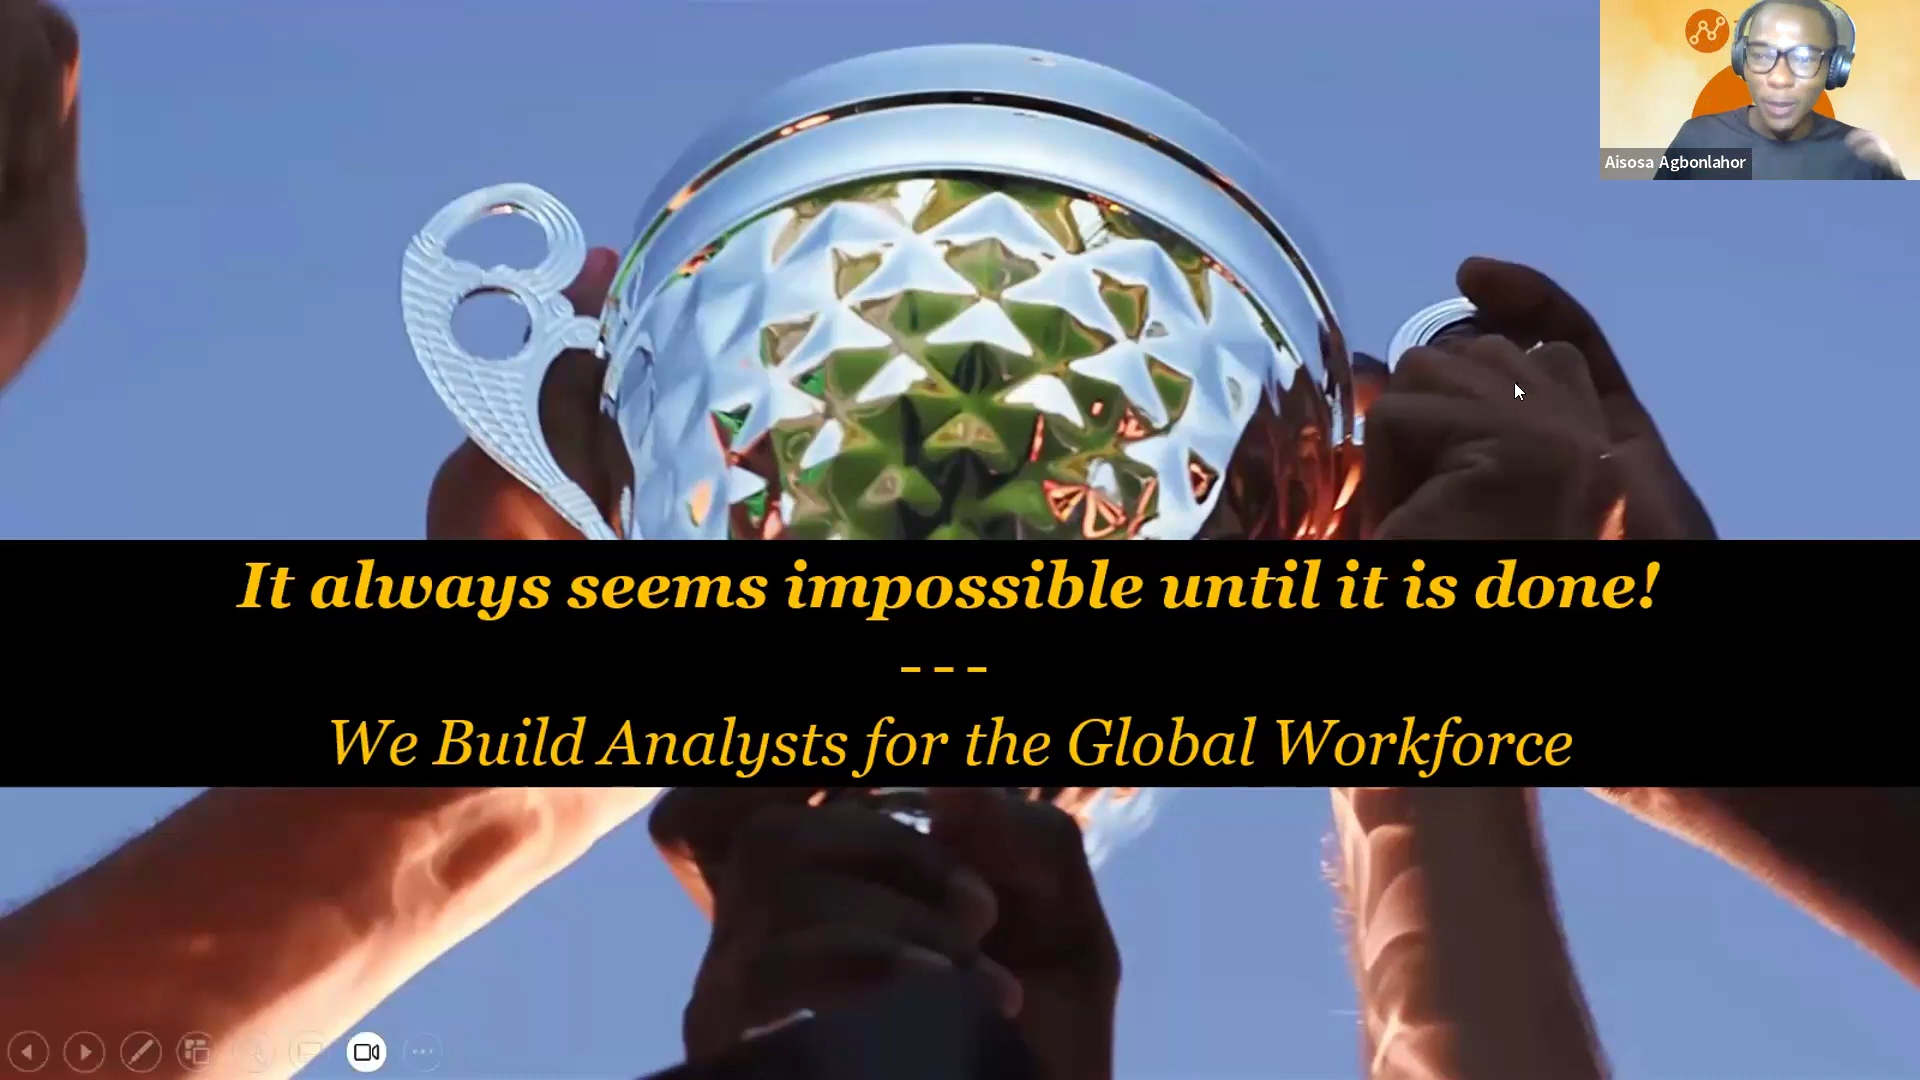 Aisosa Agbonlahor
It always seems impossible until it is done!
---
We Build Analysts for the Global Workforce